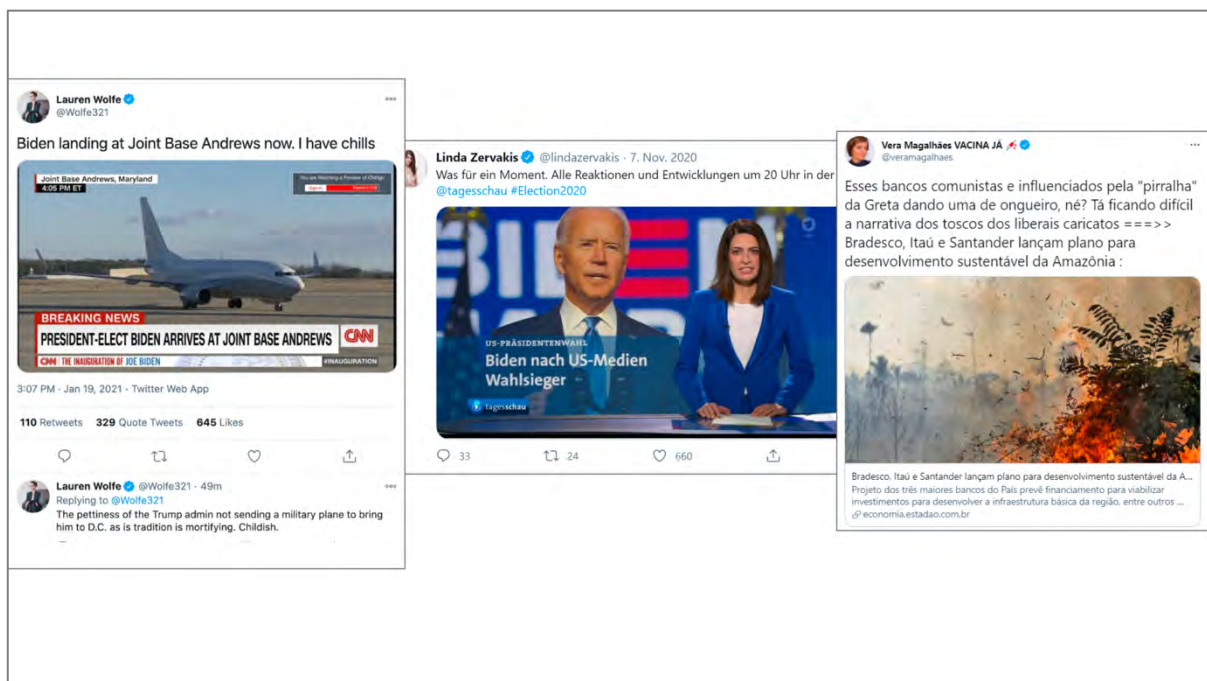 Lauren Wolfe
@Wolfe321
Biden landing at Joint Base Andrews now. I have chills
Joint Base Andrews, Maryland
4:05 PM ET
BREAKING NEWS
PRESIDENT-ELECT BIDEN ARRIVES AT JOINT BASE ANDREWS
CNN
CNN THE INAUGURATION OF JOE BIDEN
#INAUGURATION
3:07 PM · Jan 19, 2021 · Twitter Web App
110 Retweets 329 Quote Tweets 645 Likes
Lauren Wolfe @Wolfe321 · 49m
Replying to @Wolfe321
The pettiness of the Trump admin not sending a military plane to bring
him to D.C. as is tradition is mortifying. Childish.
Linda Zervakis @lindazervakis · 7. Nov. 2020
Was für ein Moment. Alle Reaktionen und Entwicklungen um 20 Uhr in der
@tagesschau #Election2020
BIDEN
US-PRÄSIDENTENWAHL
Biden nach US-Medien
Wahlsieger
tagesschau
33 24 660
Vera Magalhães VACINA JÁ
@veramagalhaes
Esses bancos comunistas e influenciados pela "pirralha"
da Greta dando uma de ongueiro, né? Tá ficando difícil
a narrativa dos toscos dos liberais caricatos ===>>
Bradesco, Itaú e Santander lançam plano para
desenvolvimento sustentável da Amazônia :
Bradesco, Itaú e Santander lançam plano para desenvolvimento sustentável da A...
Projeto dos três maiores bancos do País prevê financiamento para viabilizar
investimentos para desenvolver a infraestrutura básica da região, entre outros ...
economia.estadao.com.br